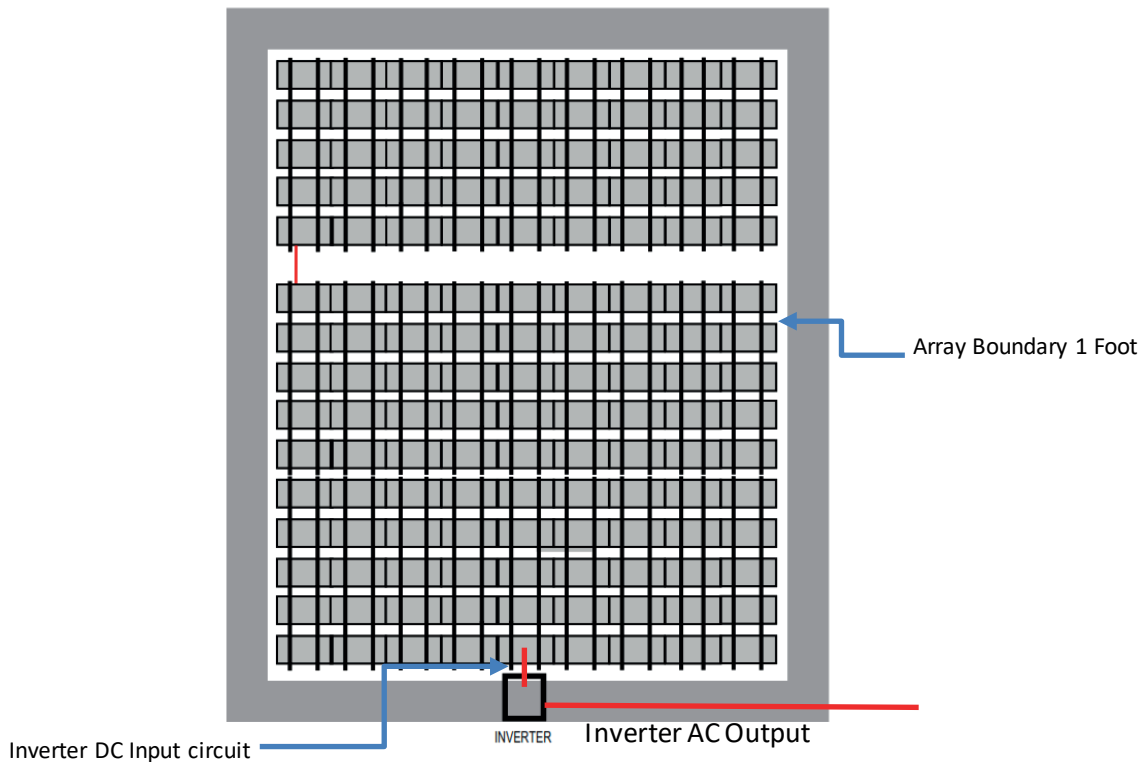 Array Boundary 1 Foot
INVERTER
Inverter AC Output
Inverter DC Input circuit